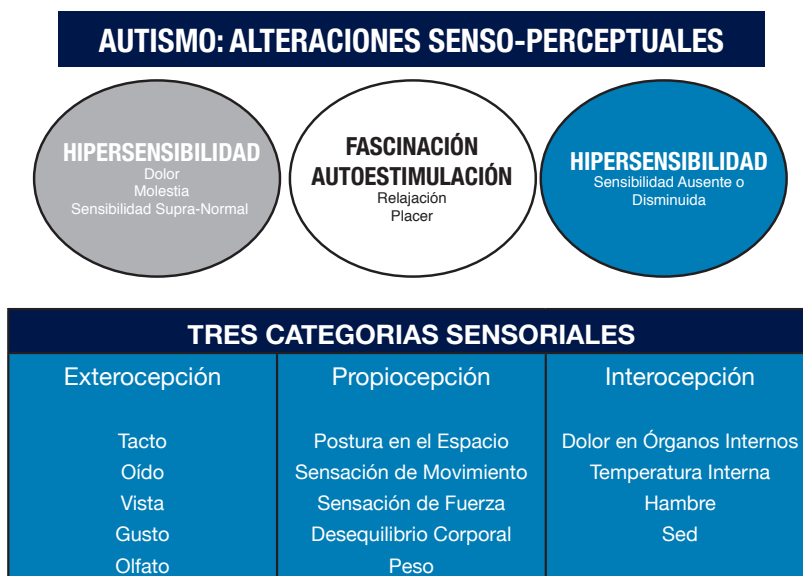 AUTISMO: ALTERACIONES SENSO-PERCEPTUALES
HIPERSENSIBILIDAD
Dolor
Molestia
Sensibilidad Supra-Normal
FASCINACIÓN
AUTOESTIMULACIÓN
Relajación
Placer
HIPERSENSIBILIDAD
Sensibilidad Ausente o
Disminuida
TRES CATEGORIAS SENSORIALES
Exterocepción
Tacto
Oído
Vista
Gusto
Olfato
Propiocepción
Postura en el Espacio
Sensación de Movimiento
Sensación de Fuerza
Desequilibrio Corporal
Peso
Interocepción
Dolor en Órganos Internos
Temperatura Interna
Hambre
Sed